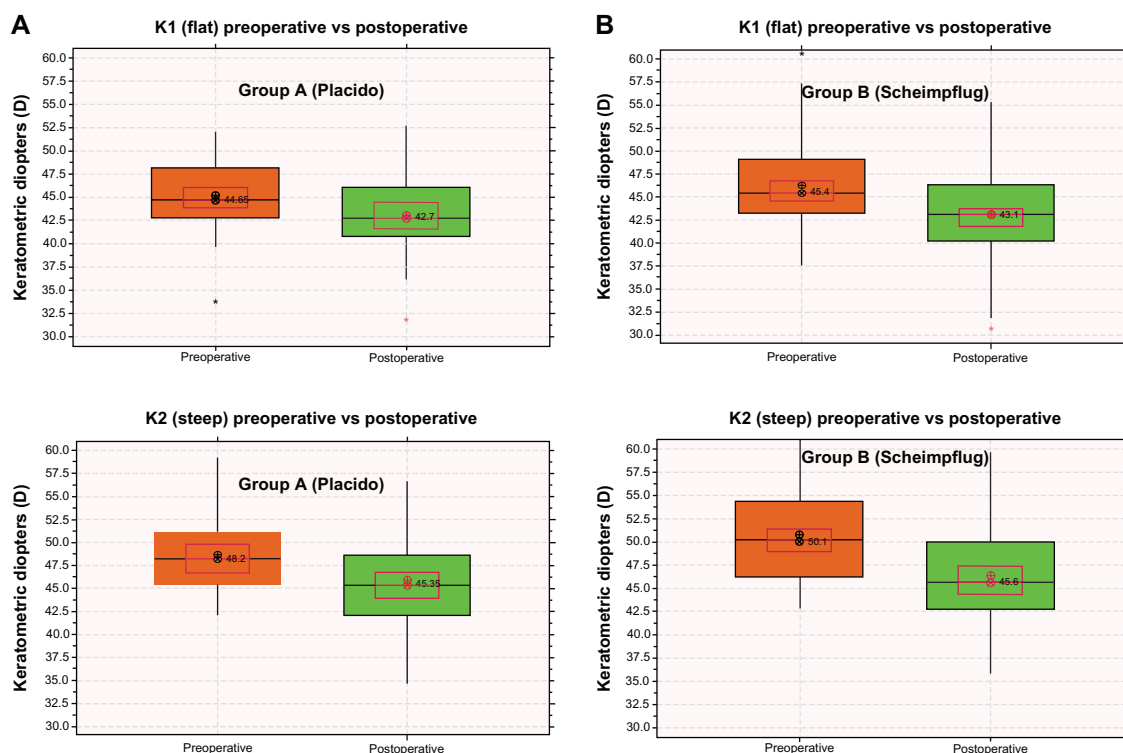 A
K1 (flat) preoperative vs postoperative
Keratometric diopters (D)
60.0
57.5
55.0
52.5
50.0
47.5
45.0
42.5
40.0
37.5
35.0
32.5
30.0
Group A (Placido)
44.65
42.7
*
*
Preoperative
Postoperative
B
K1 (flat) preoperative vs postoperative
Keratometric diopters (D)
60.0
57.5
55.0
52.5
50.0
47.5
45.0
42.5
40.0
37.5
35.0
32.5
30.0
*
Group B (Scheimpflug)
45.4
43.1
*
Preoperative
Postoperative
K2 (steep) preoperative vs postoperative
Keratometric diopters (D)
60.0
57.5
55.0
52.5
50.0
47.5
45.0
42.5
40.0
37.5
35.0
32.5
30.0
Group A (Placido)
48.2
45.35
Preoperative
Postoperative
K2 (steep) preoperative vs postoperative
Keratometric diopters (D)
60.0
57.5
55.0
52.5
50.0
47.5
45.0
42.5
40.0
37.5
35.0
32.5
30.0
Group B (Scheimpflug)
50.1
45.6
Preoperative
Postoperative